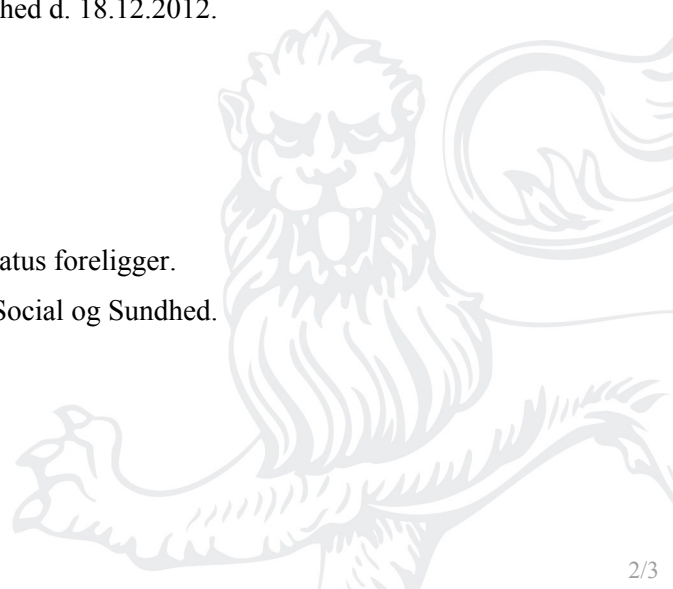 hed d. 18.12.2012.
atus foreligger.
Social og Sundhed.
2/3